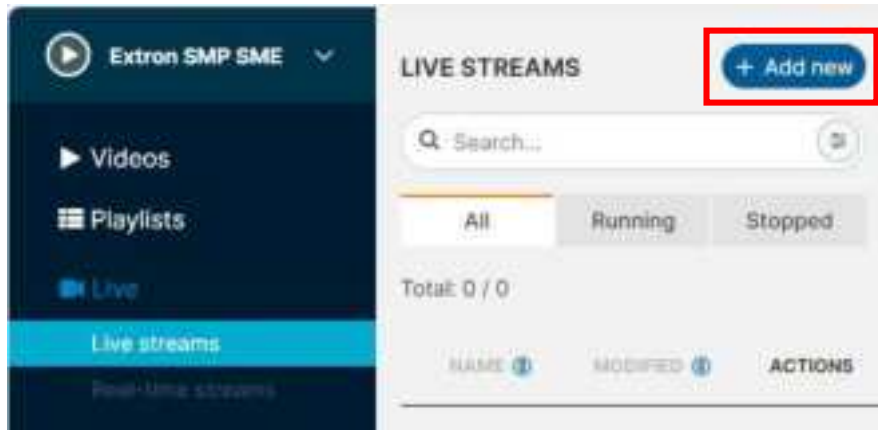 Extron SMP SME
Videos
Playlists
Live
Live streams
Real-time streams
LIVE STREAMS
+ Add new
Search...
All Running Stopped
Total: 0 / 0
NAME MODIFIED ACTIONS